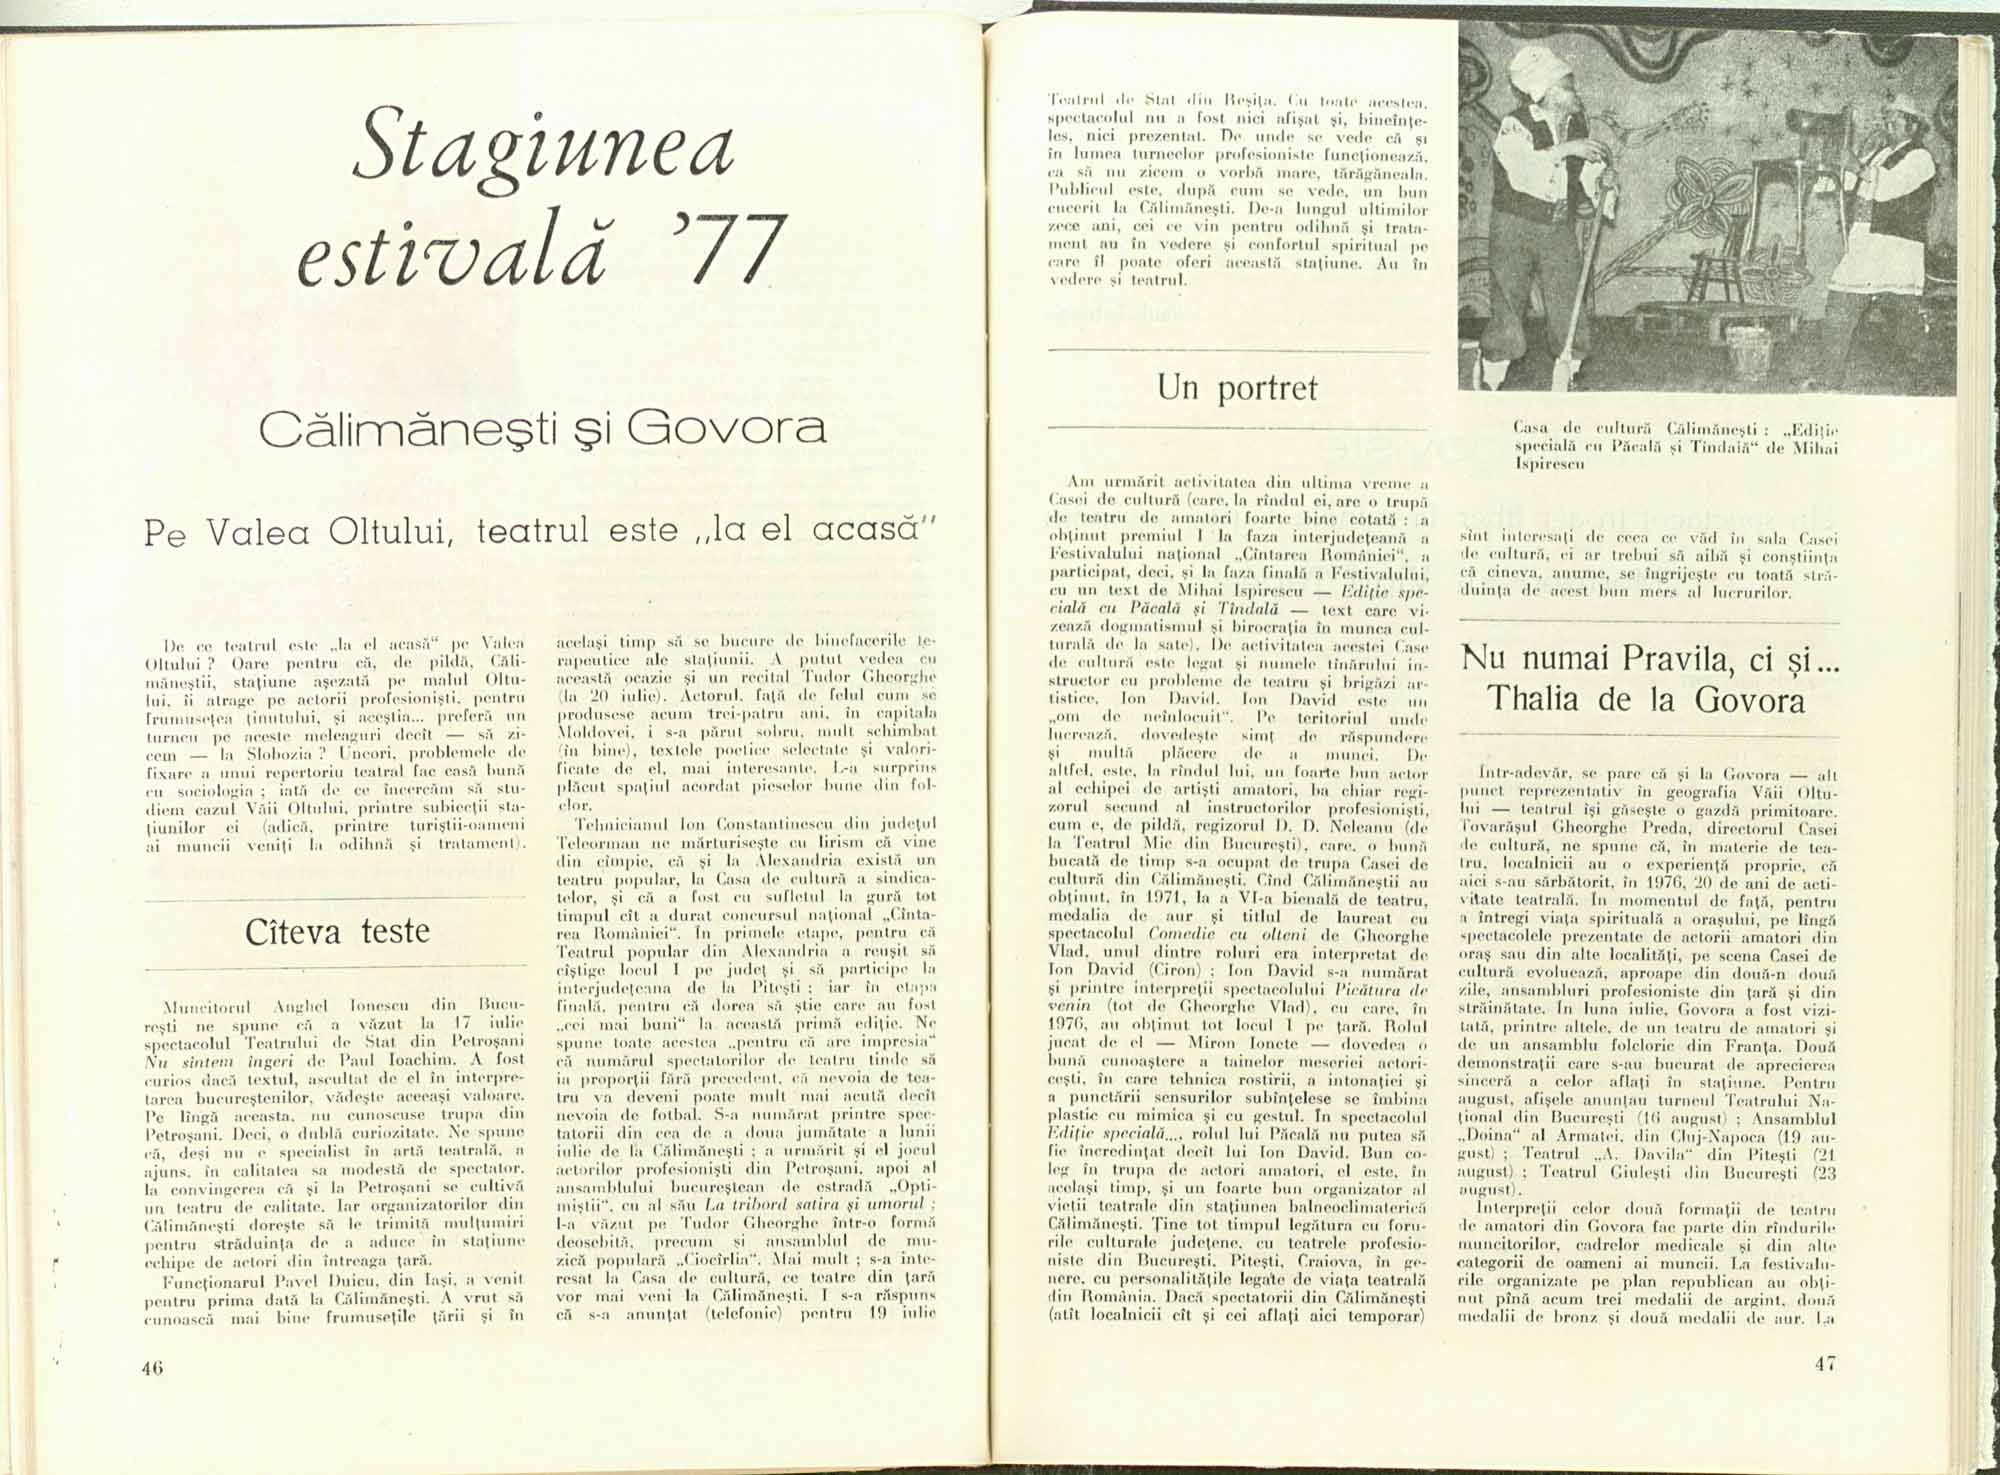 Stagiunea
estivală ’77
Călimăneşti şi Govora
Pe Valea Oltului, teatrul este „la el acasă”
De ce teatrul este „la el acasă“ pe Valea
Oltului ? Oare pentru că, de pildă, Căli-
măneştii, staţiune aşezată pe malul Oltu-
lui, îi atrage pe actorii profesionişti, pentru
frumuseţea ţinutului, şi aceştia... preferă un
turneu pe aceste meleaguri decît — să zi-
cem — la Slobozia ? Uneori, problemele de
fixare a unui repertoriu teatral fac casă bună
cu sociologia ; iată de ce încercăm să stu-
diem cazul Văii Oltului, printre subiecţii sta-
ţiunilor ei (adică, printre turiştii-oameni
ai muncii veniţi la odihnă şi tratament).
Cîteva teste
Muncitorul Anghel Ionescu din Bucu-
reşti ne spune că a văzut la 17 iulie
spectacolul Teatrului de Stat din Petroşani
Nu sîntem îngeri de Paul Ioachim. A fost
curios dacă textul, ascultat de el în interpre-
tarea bucureştenilor, vădeşte aceeaşi valoare.
Pe lîngă aceasta, nu cunoscuse trupa din
Petroşani. Deci, o dublă curiozitate. Ne spune
că, deşi nu e specialist în artă teatrală, a
ajuns, în calitatea sa modestă de spectator,
la convingerea că şi la Petroşani se cultivă
un teatru de calitate. Iar organizatorilor din
Călimăneşti doreşte să le trimită mulţumiri
pentru străduinţa de a aduce în staţiune
echipe de actori din întreaga ţară.
Funcţionarul Pavel Duicu, din Iaşi, a venit
pentru prima dată la Călimăneşti. A vrut să
cunoască mai bine frumuseţile ţării şi în
acelaşi timp să se bucure de binefacerile te-
rapeutice ale staţiunii. A putut vedea cu
această ocazie şi un recital Tudor Gheorghe
(la 20 iulie). Actorul, faţă de felul cum se
produsese acum trei-patru ani, în capitala
Moldovei, i s-a părut sobru, mult schimbat
(în bine), textele poetice selectate şi valori-
ficate de el, mai interesante. L-a surprins
plăcut spaţiul acordat pieselor bune din fol-
clor.
Tehnicianul Ion Constantinescu din judeţul
Teleorman ne mărturiseşte cu lirism că vine
din cîmpie, că şi la Alexandria există un
teatru popular, la Casa de cultură a sindica-
telor, şi că a fost cu sufletul la gură tot
timpul cît a durat concursul naţional „Cînta-
rea României“. În primele etape, pentru că
Teatrul popular din Alexandria a reuşit să
cîştige locul I pe judeţ şi să participe la
interjudeţeana de la Piteşti ; iar în etapa
finală, pentru că dorea să ştie care au fost
„cei mai buni“ la această primă ediţie. Ne
spune toate acestea „pentru că are impresia“
că numărul spectatorilor de teatru tinde să
ia proporţii fără precedent, că nevoia de tea-
tru va deveni poate mult mai acută decît
nevoia de fotbal. S-a numărat printre spec-
tatorii din cea de a doua jumătate a lunii
iulie de la Călimăneşti ; a urmărit şi el jocul
actorilor profesionişti din Petroşani, apoi al
ansamblului bucureştean de estradă „Opti-
miştii“, cu al său La tribord satira şi umorul ;
l-a văzut pe Tudor Gheorghe într-o formă
deosebită, precum şi ansamblul de mu-
zică populară „Ciocîrlia“. Mai mult ; s-a inte-
resat la Casa de cultură, ce teatre din ţară
vor mai veni la Călimăneşti. I s-a răspuns
că s-a anunţat (telefonic) pentru 19 iulie
46
Teatrul de Stat din Reşiţa. Cu toate acestea,
spectacolul nu a fost nici afişat şi, bineînţe-
les, nici prezentat. De unde se vede că şi
în lumea turneelor profesioniste funcţionează,
ca să nu zicem o vorbă mare, tărăgăneala.
Publicul este, după cum se vede, un bun
cucerit la Călimăneşti. De-a lungul ultimilor
zece ani, cei ce vin pentru odihnă şi trata-
ment au în vedere şi confortul spiritual pe
care îl poate oferi această staţiune. Au în
vedere şi teatrul.
Un portret
Am urmărit activitatea din ultima vreme a
Casei de cultură (care, la rîndul ei, are o trupă
de teatru de amatori foarte bine cotată : a
obţinut premiul I la faza interjudeţeană a
Festivalului naţional „Cîntarea României“, a
participat, deci, şi la faza finală a Festivalului,
cu un text de Mihai Ispirescu — Ediţie spe-
cială cu Păcală şi Tîndală — text care vi-
zează dogmatismul şi birocraţia în munca cul-
turală de la sate). De activitatea acestei Case
de cultură este legat şi numele tînărului in-
structor cu probleme de teatru şi brigăzi ar-
tistice, Ion David. Ion David este un
„om de neînlocuit“. Pe teritoriul unde
lucrează, dovedeşte simţ de răspundere
şi multă plăcere de a munci. De
altfel, este, la rîndul lui, un foarte bun actor
al echipei de artişti amatori, ba chiar regi-
zorul secund al instructorilor profesionişti,
cum e, de pildă, regizorul D. D. Neleanu (de
la Teatrul Mic din Bucureşti), care, o bună
bucată de timp s-a ocupat de trupa Casei de
cultură din Călimăneşti. Cînd Călimăneştii au
obţinut, în 1971, la a VI-a bienală de teatru,
medalia de aur şi titlul de laureat cu
spectacolul Comedie cu olteni de Gheorghe
Vlad, unul dintre roluri era interpretat de
Ion David (Ciron) ; Ion David s-a numărat
şi printre interpreţii spectacolului Picătura de
venin (tot de Gheorghe Vlad), cu care, în
1976, au obţinut tot locul I pe ţară. Rolul
jucat de el — Miron Ionete — dovedea o
bună cunoaştere a tainelor meseriei actori-
ceşti, în care tehnica rostirii, a intonaţiei şi
a punctării sensurilor subînţelese se îmbina
plastic cu mimica şi cu gestul. În spectacolul
Ediţie specială..., rolul lui Păcală nu putea să
fie încredinţat decît lui Ion David. Bun co-
leg în trupa de actori amatori, el este, în
acelaşi timp, şi un foarte bun organizator al
vieţii teatrale din staţiunea balneoclimaterică
Călimăneşti. Ţine tot timpul legătura cu foru-
rile culturale judeţene, cu teatrele profesio-
niste din Bucureşti, Piteşti, Craiova, în ge-
nere, cu personalităţile legate de viaţa teatrală
din România. Dacă spectatorii din Călimăneşti
(atît localnicii cît şi cei aflaţi aici temporar)
Casa de cultură Călimăneşti : „Ediţie
specială cu Păcală şi Tîndală“ de Mihai
Ispirescu
sînt interesaţi de ceea ce văd în sala Casei
de cultură, ei ar trebui să aibă şi conştiinţa
că cineva, anume, se îngrijeşte cu toată stră-
duinţa de acest bun mers al lucrurilor.
Nu numai Pravila, ci şi...
Thalia de la Govora
Într-adevăr, se pare că şi la Govora — alt
punct reprezentativ în geografia Văii Oltu-
lui — teatrul îşi găseşte o gazdă primitoare.
Tovarăşul Gheorghe Preda, directorul Casei
de cultură, ne spune că, în materie de tea-
tru, localnicii au o experienţă proprie, că
aici s-au sărbătorit, în 1976, 20 de ani de acti-
vitate teatrală. În momentul de faţă, pentru
a întregi viaţa spirituală a oraşului, pe lîngă
spectacolele prezentate de actorii amatori din
oraş sau din alte localităţi, pe scena Casei de
cultură evoluează, aproape din două-n două
zile, ansambluri profesioniste din ţară şi din
străinătate. În luna iulie, Govora a fost vizi-
tată, printre altele, de un teatru de amatori şi
de un ansamblu folcloric din Franţa. Două
demonstraţii care s-au bucurat de aprecierea
sinceră a celor aflaţi în staţiune. Pentru
august, afişele anunţau turneul Teatrului Na-
ţional din Bucureşti (16 august) ; Ansamblul
„Doina“ al Armatei, din Cluj-Napoca (19 au-
gust) ; Teatrul „A. Davila“ din Piteşti (21
august) ; Teatrul Giuleşti din Bucureşti (23
august).
Interpreţii celor două formaţii de teatru
de amatori din Govora fac parte din rîndurile
muncitorilor, cadrelor medicale şi din alte
categorii de oameni ai muncii. La festivalu-
rile organizate pe plan republican au obţi-
nut pînă acum trei medalii de argint, două
medalii de bronz şi două medalii de aur. La
47